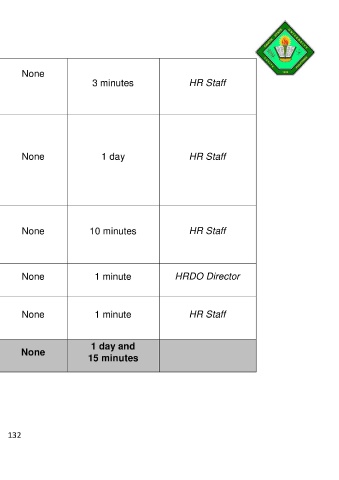 None 3 minutes HR Staff
None 1 day HR Staff
None 10 minutes HR Staff
None 1 minute HRDO Director
None 1 minute HR Staff
None 1 day and
15 minutes
132